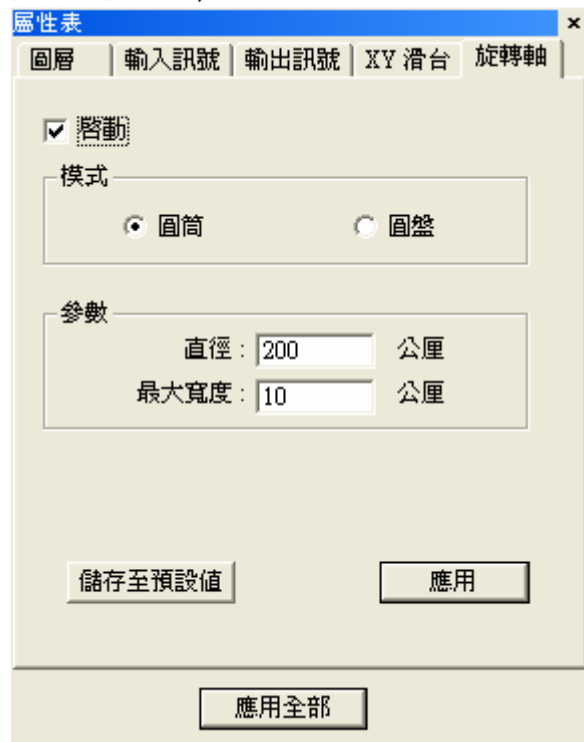 屬性表
圖層 輸入訊號 輸出訊號 XY 滑台 旋轉軸
啓動
模式
圓筒 圓盤
參數
直徑 : 200 公厘
最大寬度 : 10 公厘
儲存至預設值 應用
應用全部